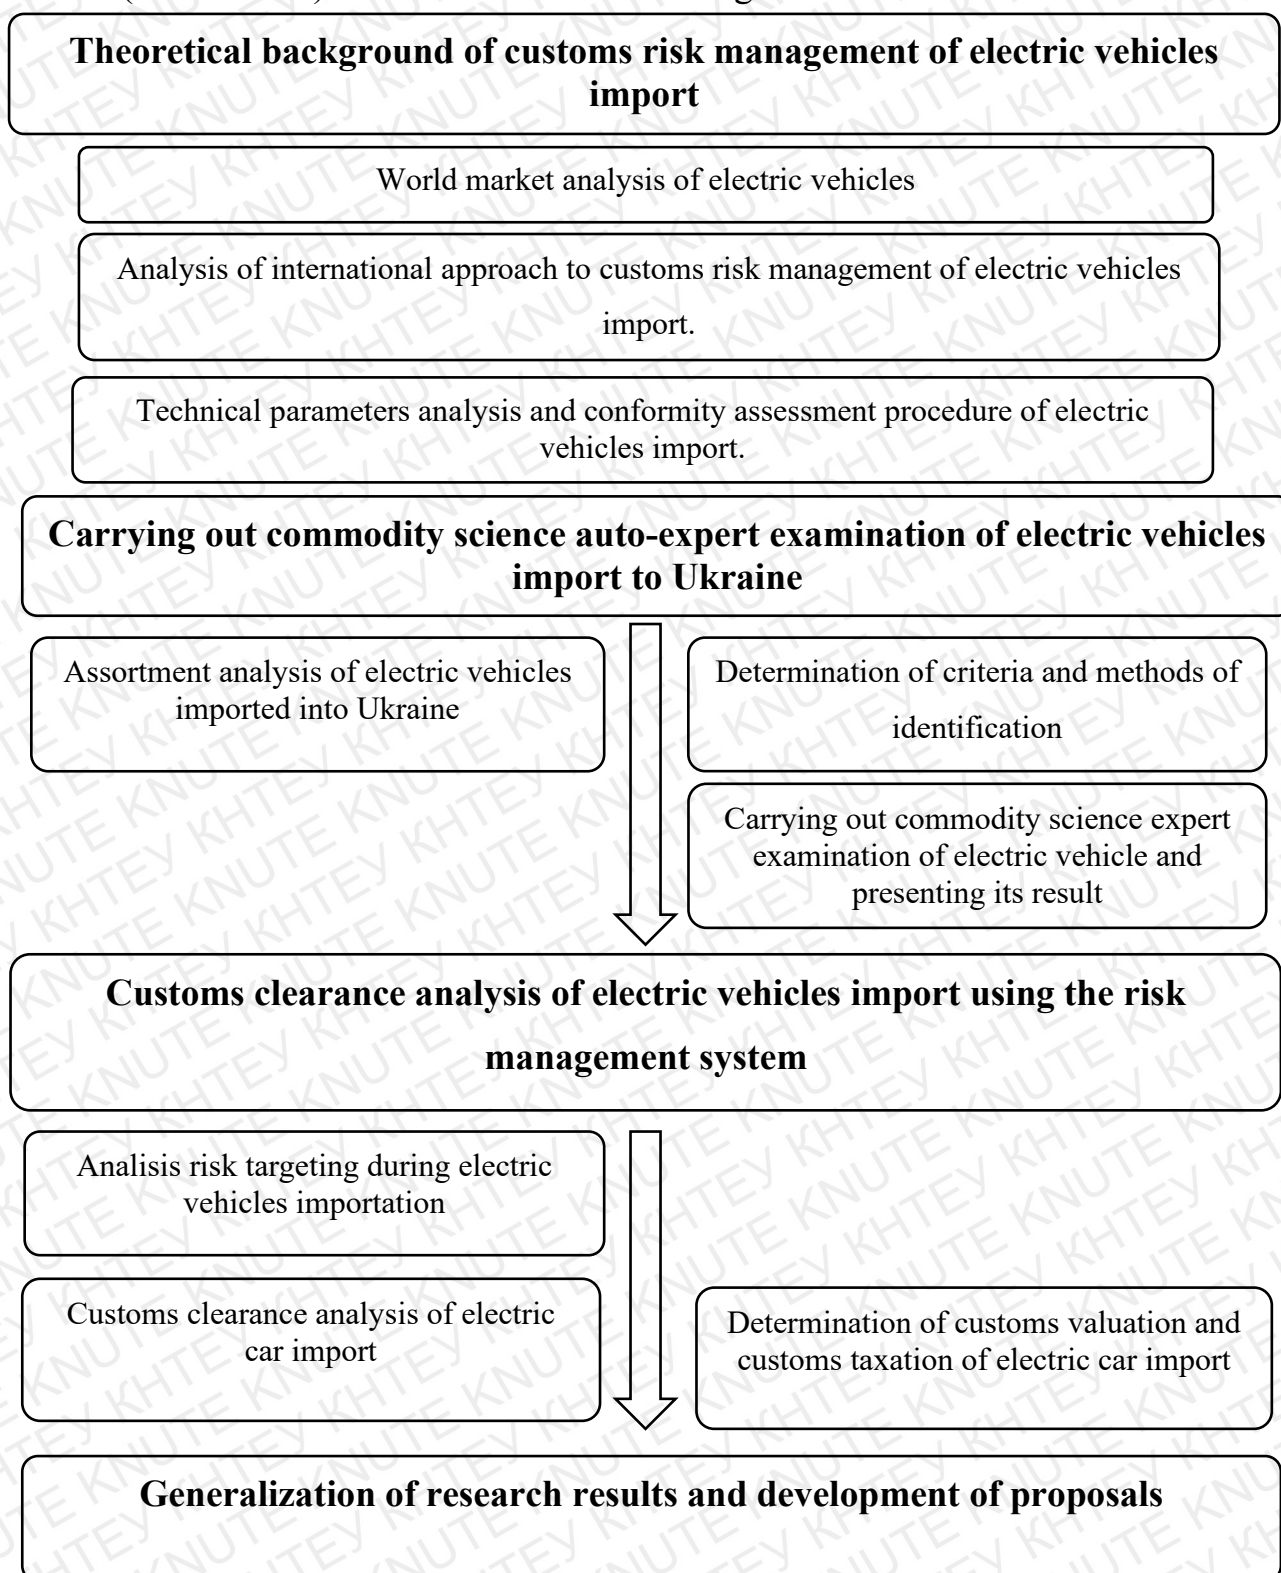 Theoretical background of customs risk management of electric vehicles
import
World market analysis of electric vehicles
Analysis of international approach to customs risk management of electric vehicles
import.
Technical parameters analysis and conformity assessment procedure of electric
vehicles import.
Carrying out commodity science auto-expert examination of electric vehicles
import to Ukraine
Assortment analysis of electric vehicles
imported into Ukraine
Determination of criteria and methods of
identification
Carrying out commodity science expert
examination of electric vehicle and
presenting its result
Customs clearance analysis of electric vehicles import using the risk
management system
Analisis risk targeting during electric
vehicles importation
Customs clearance analysis of electric
car import
Determination of customs valuation and
customs taxation of electric car import
Generalization of research results and development of proposals